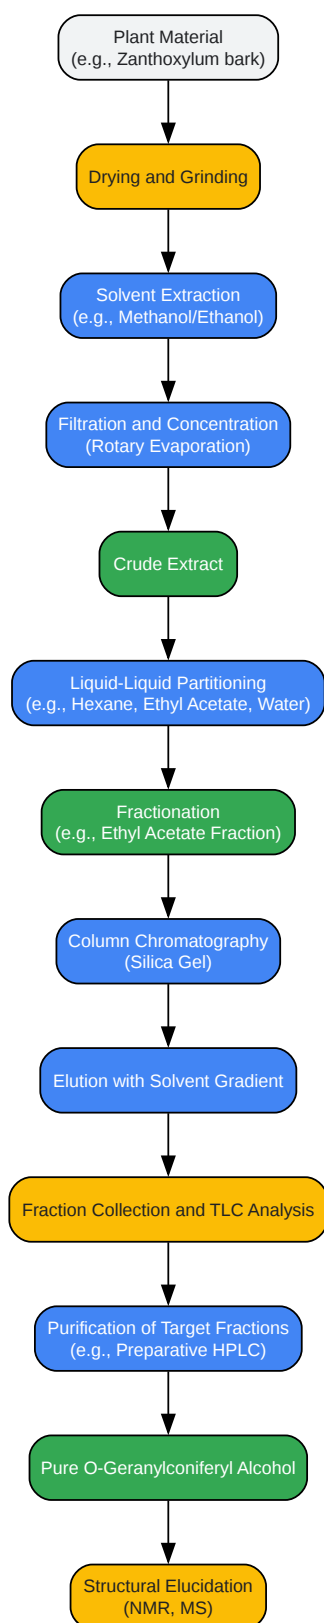 Plant Material
(e.g., Zanthoxylum bark)
Drying and Grinding
Solvent Extraction
(e.g., Methanol/Ethanol)
Filtration and Concentration
(Rotary Evaporation)
Crude Extract
Liquid-Liquid Partitioning
(e.g., Hexane, Ethyl Acetate, Water)
Fractionation
(e.g., Ethyl Acetate Fraction)
Column Chromatography
(Silica Gel)
Elution with Solvent Gradient
Fraction Collection and TLC Analysis
Purification of Target Fractions
(e.g., Preparative HPLC)
Pure O-Geranylconiferyl Alcohol
Structural Elucidation
(NMR, MS)